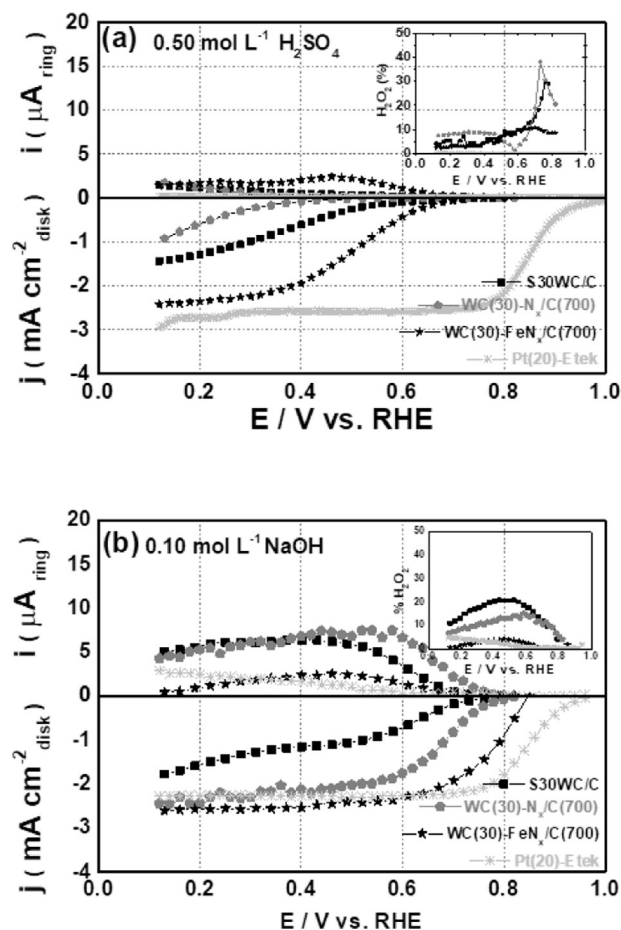 (a) 0.50 mol L⁻¹ H₂SO₄
20
15
10
5
0
-1
-2
-3
-4
i ( μA ring )
j ( mA cm⁻² disk )
50
40
30
20
10
0
H₂O₂ (%)
0.0 0.2 0.4 0.6 0.8 1.0
E / V vs. RHE
S30WC/C
WC(30)-Nₓ/C(700)
WC(30)-FeNₓ/C(700)
Pt(20)-Etek
0.0 0.2 0.4 0.6 0.8 1.0
E / V vs. RHE
(b) 0.10 mol L⁻¹ NaOH
20
15
10
5
0
-1
-2
-3
-4
i ( μA ring )
j ( mA cm⁻² disk )
50
40
30
20
10
0
% H₂O₂
0.0 0.2 0.4 0.6 0.8 1.0
E / V vs. RHE
S30WC/C
WC(30)-Nₓ/C(700)
WC(30)-FeNₓ/C(700)
Pt(20)-Etek
0.0 0.2 0.4 0.6 0.8 1.0
E / V vs. RHE